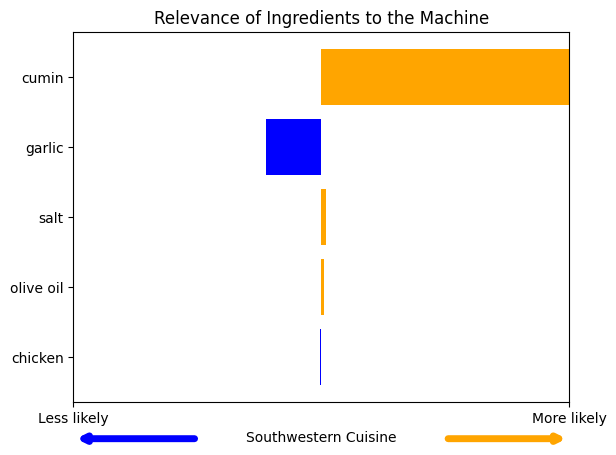 Relevance of Ingredients to the Machine
cumin
garlic
salt
olive oil
chicken
Less likely
More likely
Southwestern Cuisine